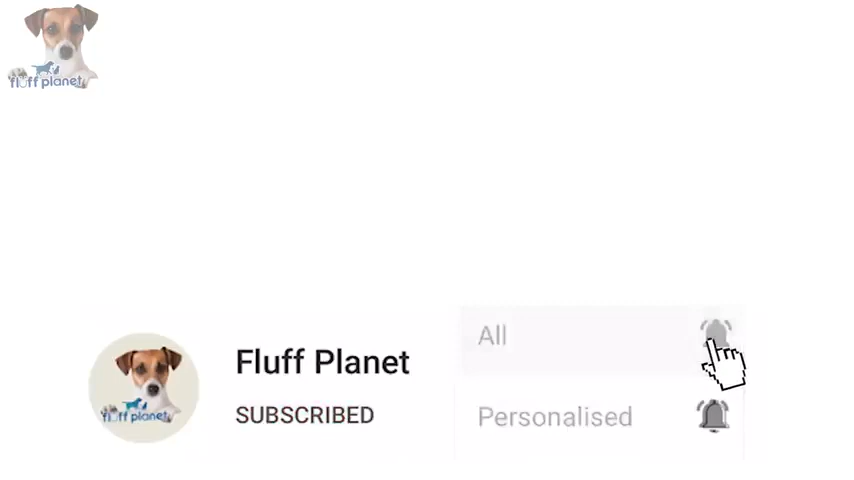 fluff planet
Fluff Planet
SUBSCRIBED
fluff planet
All
Personalised